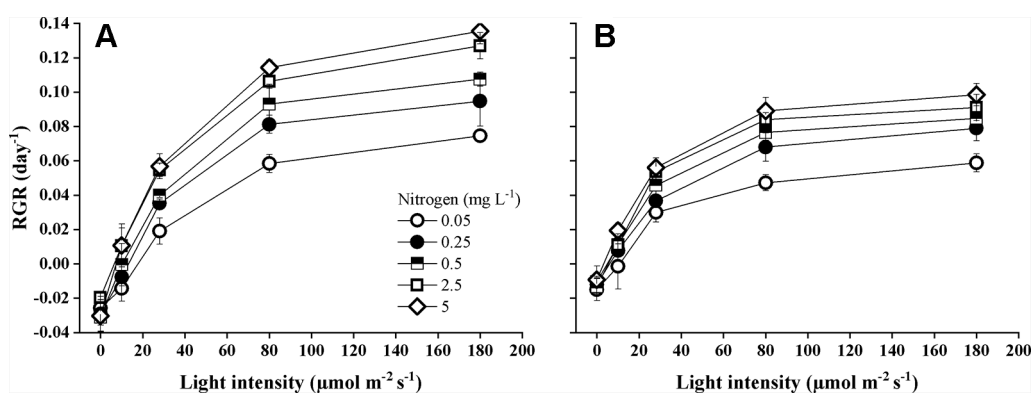 A
B
0.14
0.12
0.10
0.08
0.06
0.04
0.02
0.00
-0.02
-0.04
RGR (day-1)
Nitrogen (mg L-1)
0.05
0.25
0.5
2.5
5
0 20 40 60 80 100 120 140 160 180 200
0 20 40 60 80 100 120 140 160 180 200
Light intensity (μmol m-2 s-1)
Light intensity (μmol m-2 s-1)